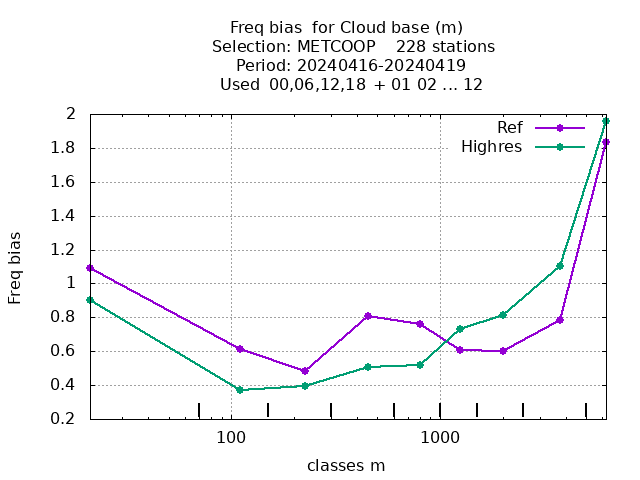 Freq bias  for Cloud base (m)
Selection: METCOOP    228 stations
Period: 20240416-20240419
Used  00,06,12,18  + 01 02 ... 12
Ref
Highres
2
1.8
1.6
1.4
1.2
1
0.8
0.6
0.4
0.2
Freq bias
100
1000
classes m